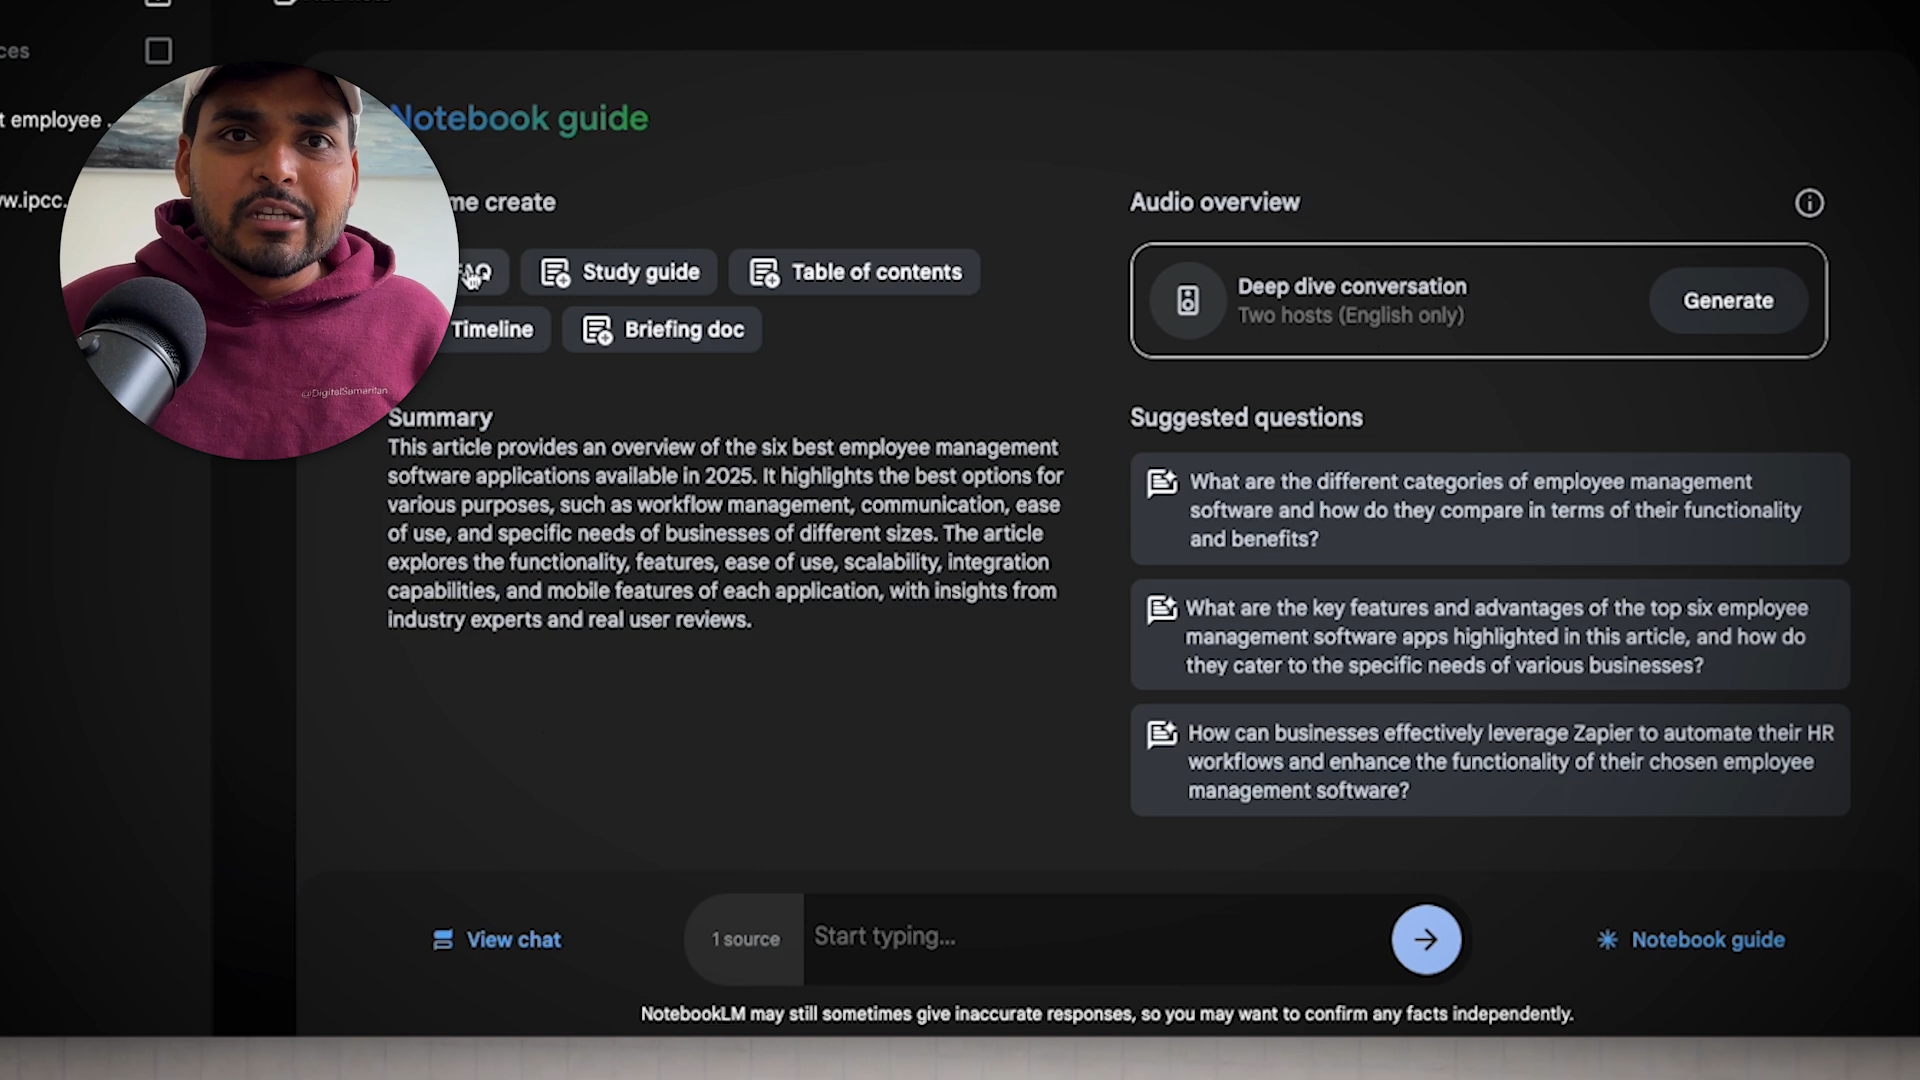 ces
t employee .
w.ipcc.
@DigitalSamaritan
Notebook guide
me create
FAQ
Study guide
Table of contents
Timeline
Briefing doc
Summary
This article provides an overview of the six best employee management
software applications available in 2025. It highlights the best options for
various purposes, such as workflow management, communication, ease
of use, and specific needs of businesses of different sizes. The article
explores the functionality, features, ease of use, scalability, integration
capabilities, and mobile features of each application, with insights from
industry experts and real user reviews.
Audio overview
Deep dive conversation
Two hosts (English only)
Generate
Suggested questions
What are the different categories of employee management
software and how do they compare in terms of their functionality
and benefits?
What are the key features and advantages of the top six employee
management software apps highlighted in this article, and how do
they cater to the specific needs of various businesses?
How can businesses effectively leverage Zapier to automate their HR
workflows and enhance the functionality of their chosen employee
management software?
View chat
1 source
Start typing...
Notebook guide
NotebookLM may still sometimes give inaccurate responses, so you may want to confirm any facts independently.